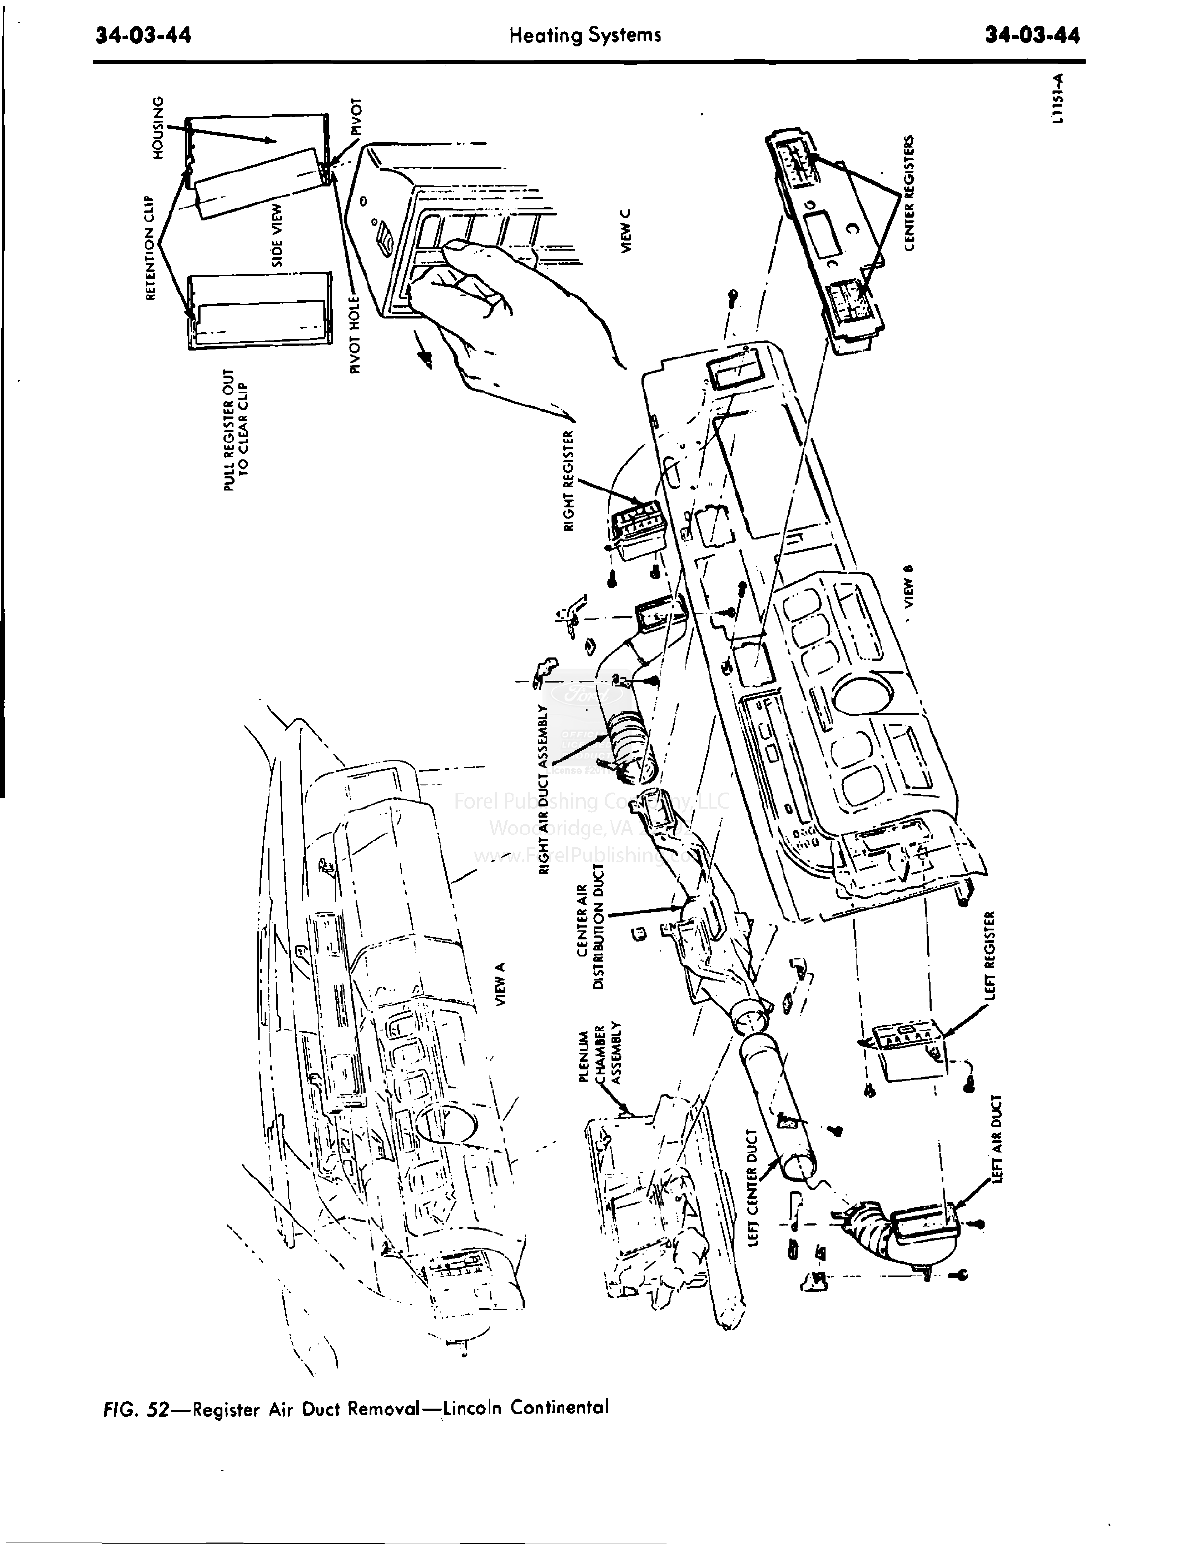 34-03-44
Heating Systems
34-03-44
L1151-A
HOUSING
PIVOT
RETENTION CLIP
SIDE VIEW
PIVOT HOLE
PULL REGISTER OUT
TO CLEAR CLIP
VIEW C
CENTER REGISTERS
RIGHT REGISTER
VIEW B
RIGHT AIR DUCT ASSEMBLY
VIEW A
CENTER AIR
DISTRIBUTION DUCT
PLENUM
CHAMBER
ASSEMBLY
LEFT REGISTER
LEFT CENTER DUCT
LEFT AIR DUCT
Ford
Forel Publishing Company, LLC
Woodbridge, VA
www.ForelPublishing.com
FIG. 52—Register Air Duct Removal—Lincoln Continental